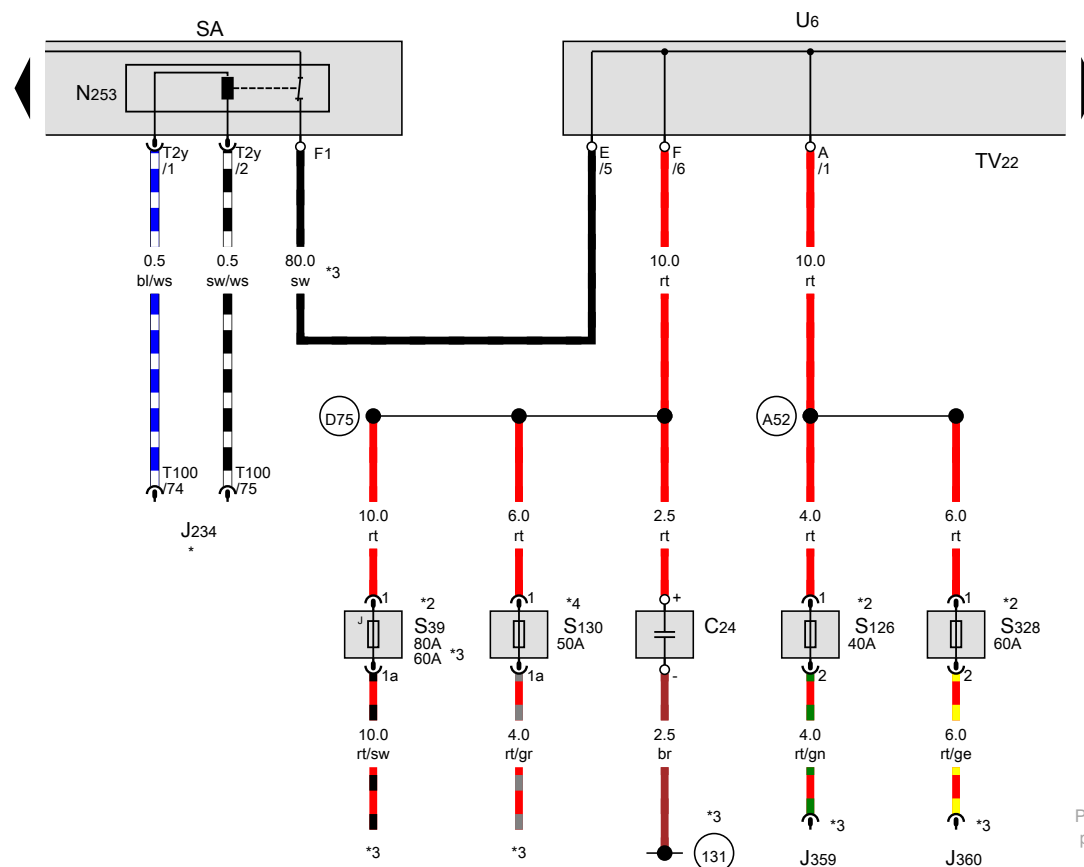 SA
U6
N253
T2y
/1
T2y
/2
F1
E
/5
F
/6
A
/1
TV22
0.5
bl/ws
0.5
sw/ws
80.0
sw
*3
10.0
rt
10.0
rt
D75
A52
T100
/74
T100
/75
J234
*
10.0
rt
6.0
rt
2.5
rt
4.0
rt
6.0
rt
1
*2
J
S39
80A
60A
*3
1a
1
*4
S130
50A
1a
+
C24
-
1
*2
S126
40A
2
1
*2
S328
60A
2
10.0
rt/sw
4.0
rt/gr
2.5
br
4.0
rt/gn
6.0
rt/ge
*3
*3
*3
131
*3
J359
*3
J360
P
p